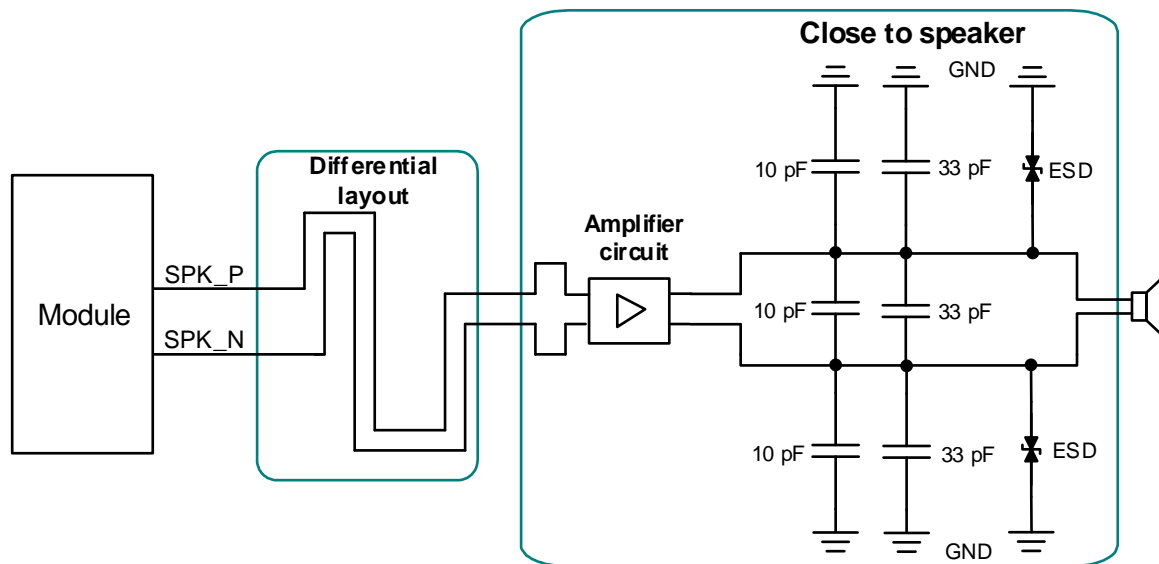 Close to speaker
GND
Differential
layout
10 pF
33 pF
ESD
Amplifier
circuit
SPK_P
Module
10 pF
33 pF
SPK_N
10 pF
33 pF
ESD
GND